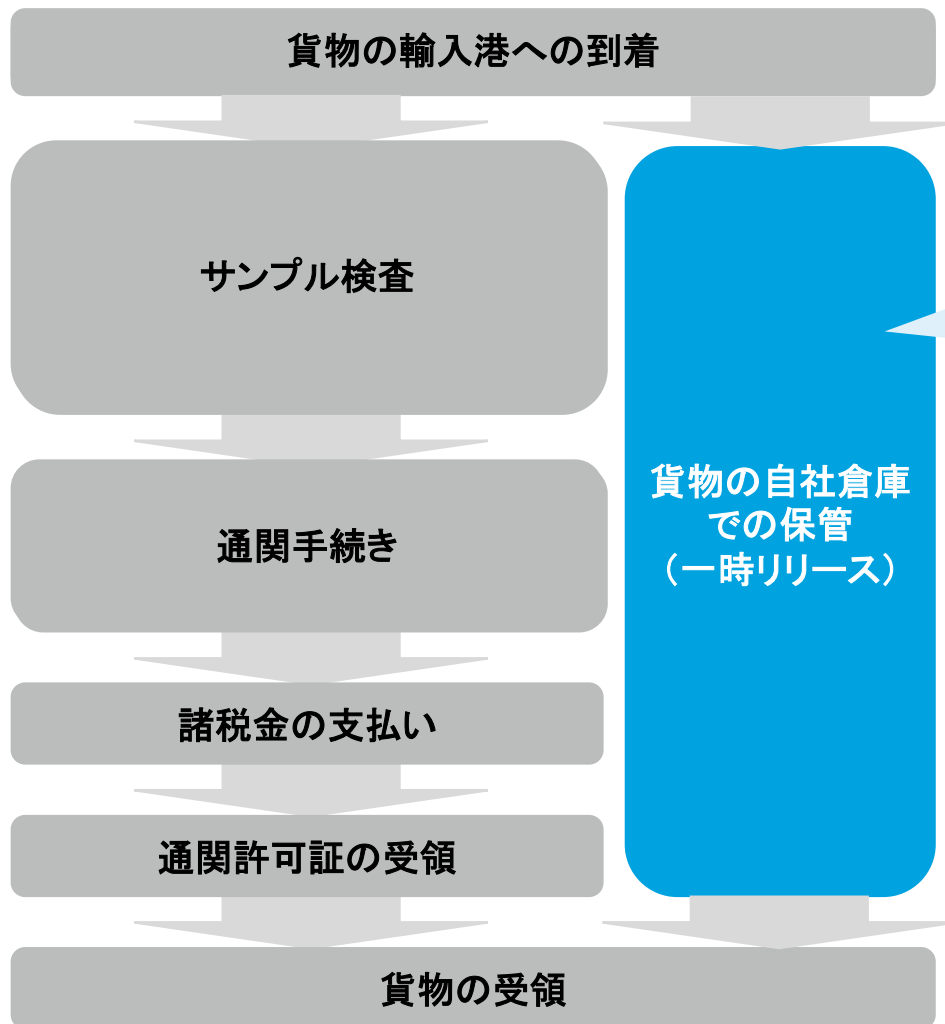 貨物の輸入港への到着
サンプル検査
通関手続き
諸税金の支払い
通関許可証の受領
貨物の自社倉庫
での保管
（一時リリース）
貨物の受領